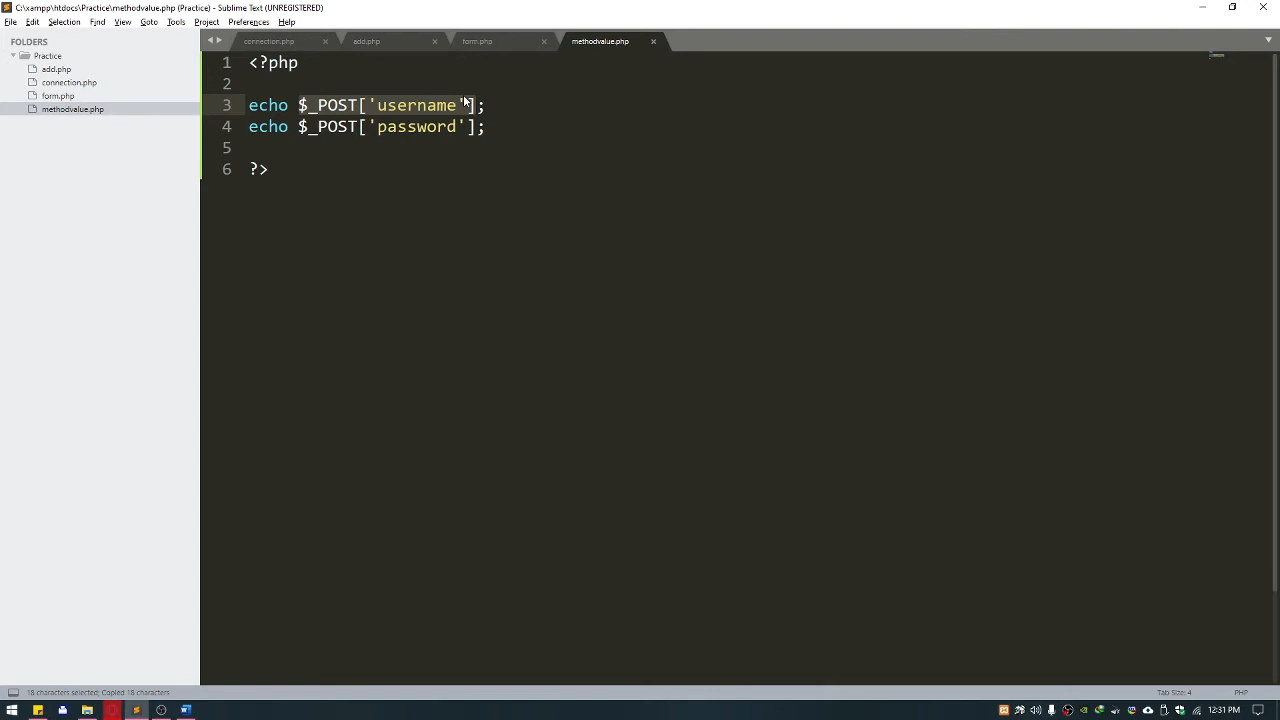 C:\xampp\htdocs\Practice\methodvalue.php (Practice) - Sublime Text (UNREGISTERED)
File Edit Selection Find View Goto Tools Project Preferences Help
FOLDERS
Practice
add.php
connection.php
form.php
methodvalue.php
connection.php add.php form.php methodvalue.php
1 <?php
2
3 echo $_POST['username'];
4 echo $_POST['password'];
5
6 ?>
18 characters selected; Copied 18 characters
Tab Size: 4 PHP
12:31 PM